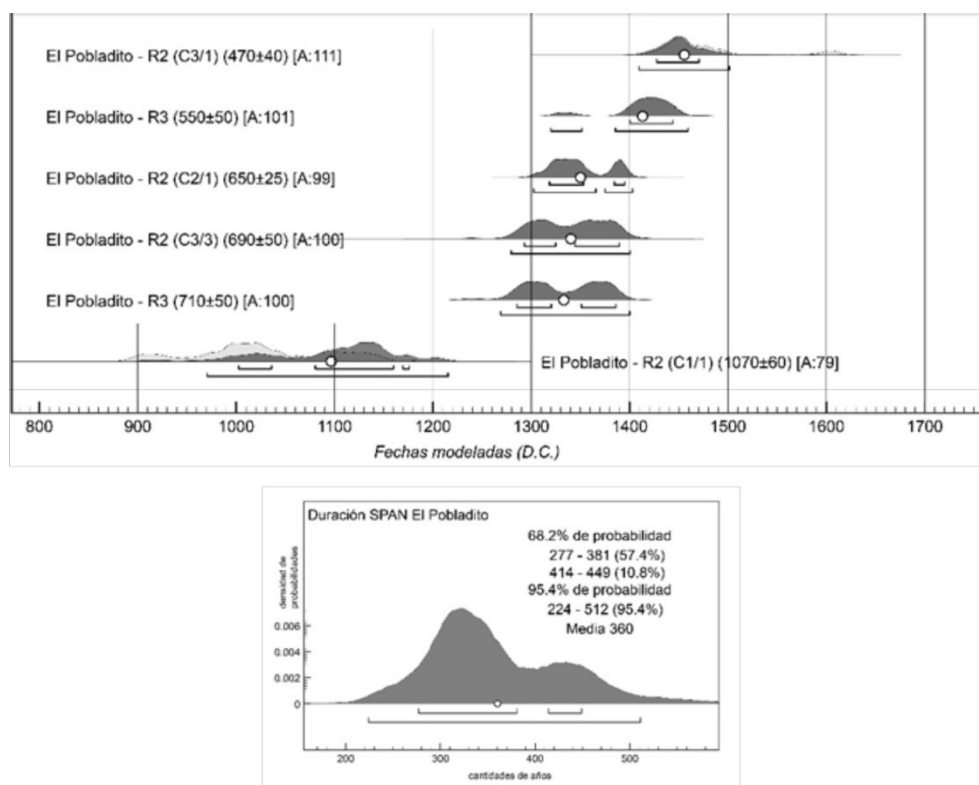 El Pobladito - R2 (C3/1) (470±40) [A:111]
El Pobladito - R3 (550±50) [A:101]
El Pobladito - R2 (C2/1) (650±25) [A:99]
El Pobladito - R2 (C3/3) (690±50) [A:100]
El Pobladito - R3 (710±50) [A:100]
El Pobladito - R2 (C1/1) (1070±60) [A:79]
800 900 1000 1100 1200 1300 1400 1500 1600 1700
Fechas modeladas (D.C.)
Duración SPAN El Pobladito
68.2% de probabilidad
277 - 381 (57.4%)
414 - 449 (10.8%)
95.4% de probabilidad
224 - 512 (95.4%)
Media 360
densidad de
probabilidades
0.006
0.004
0.002
0
200 300 400 500
cantidades de años